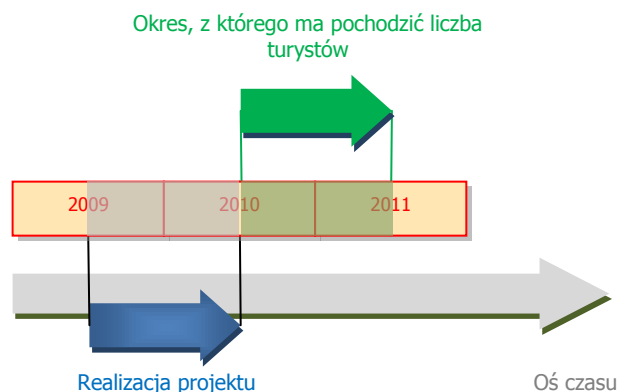 Okres, z którego ma pochodzić liczba
turystów
2009 2010 2011
Realizacja projektu Oś czasu